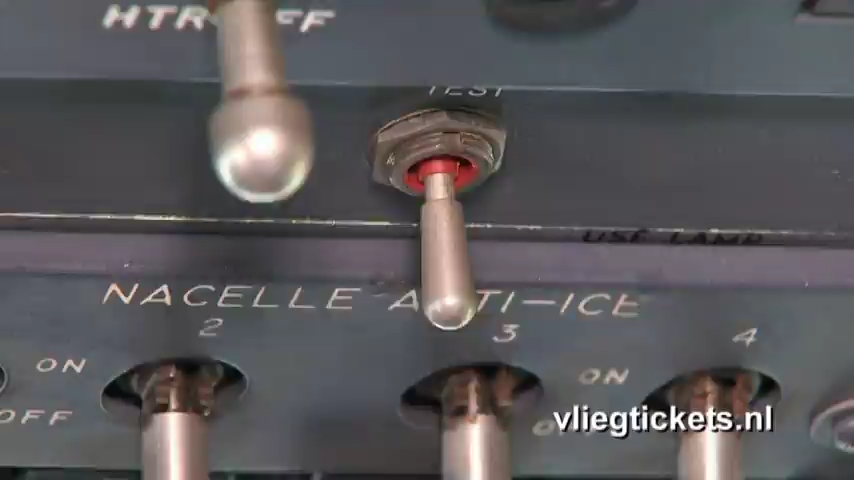 HTR OFF
TEST
USE LAMP
NACELLE ANTI-ICE
2 3 4
ON ON
OFF
vliegtickets.nl